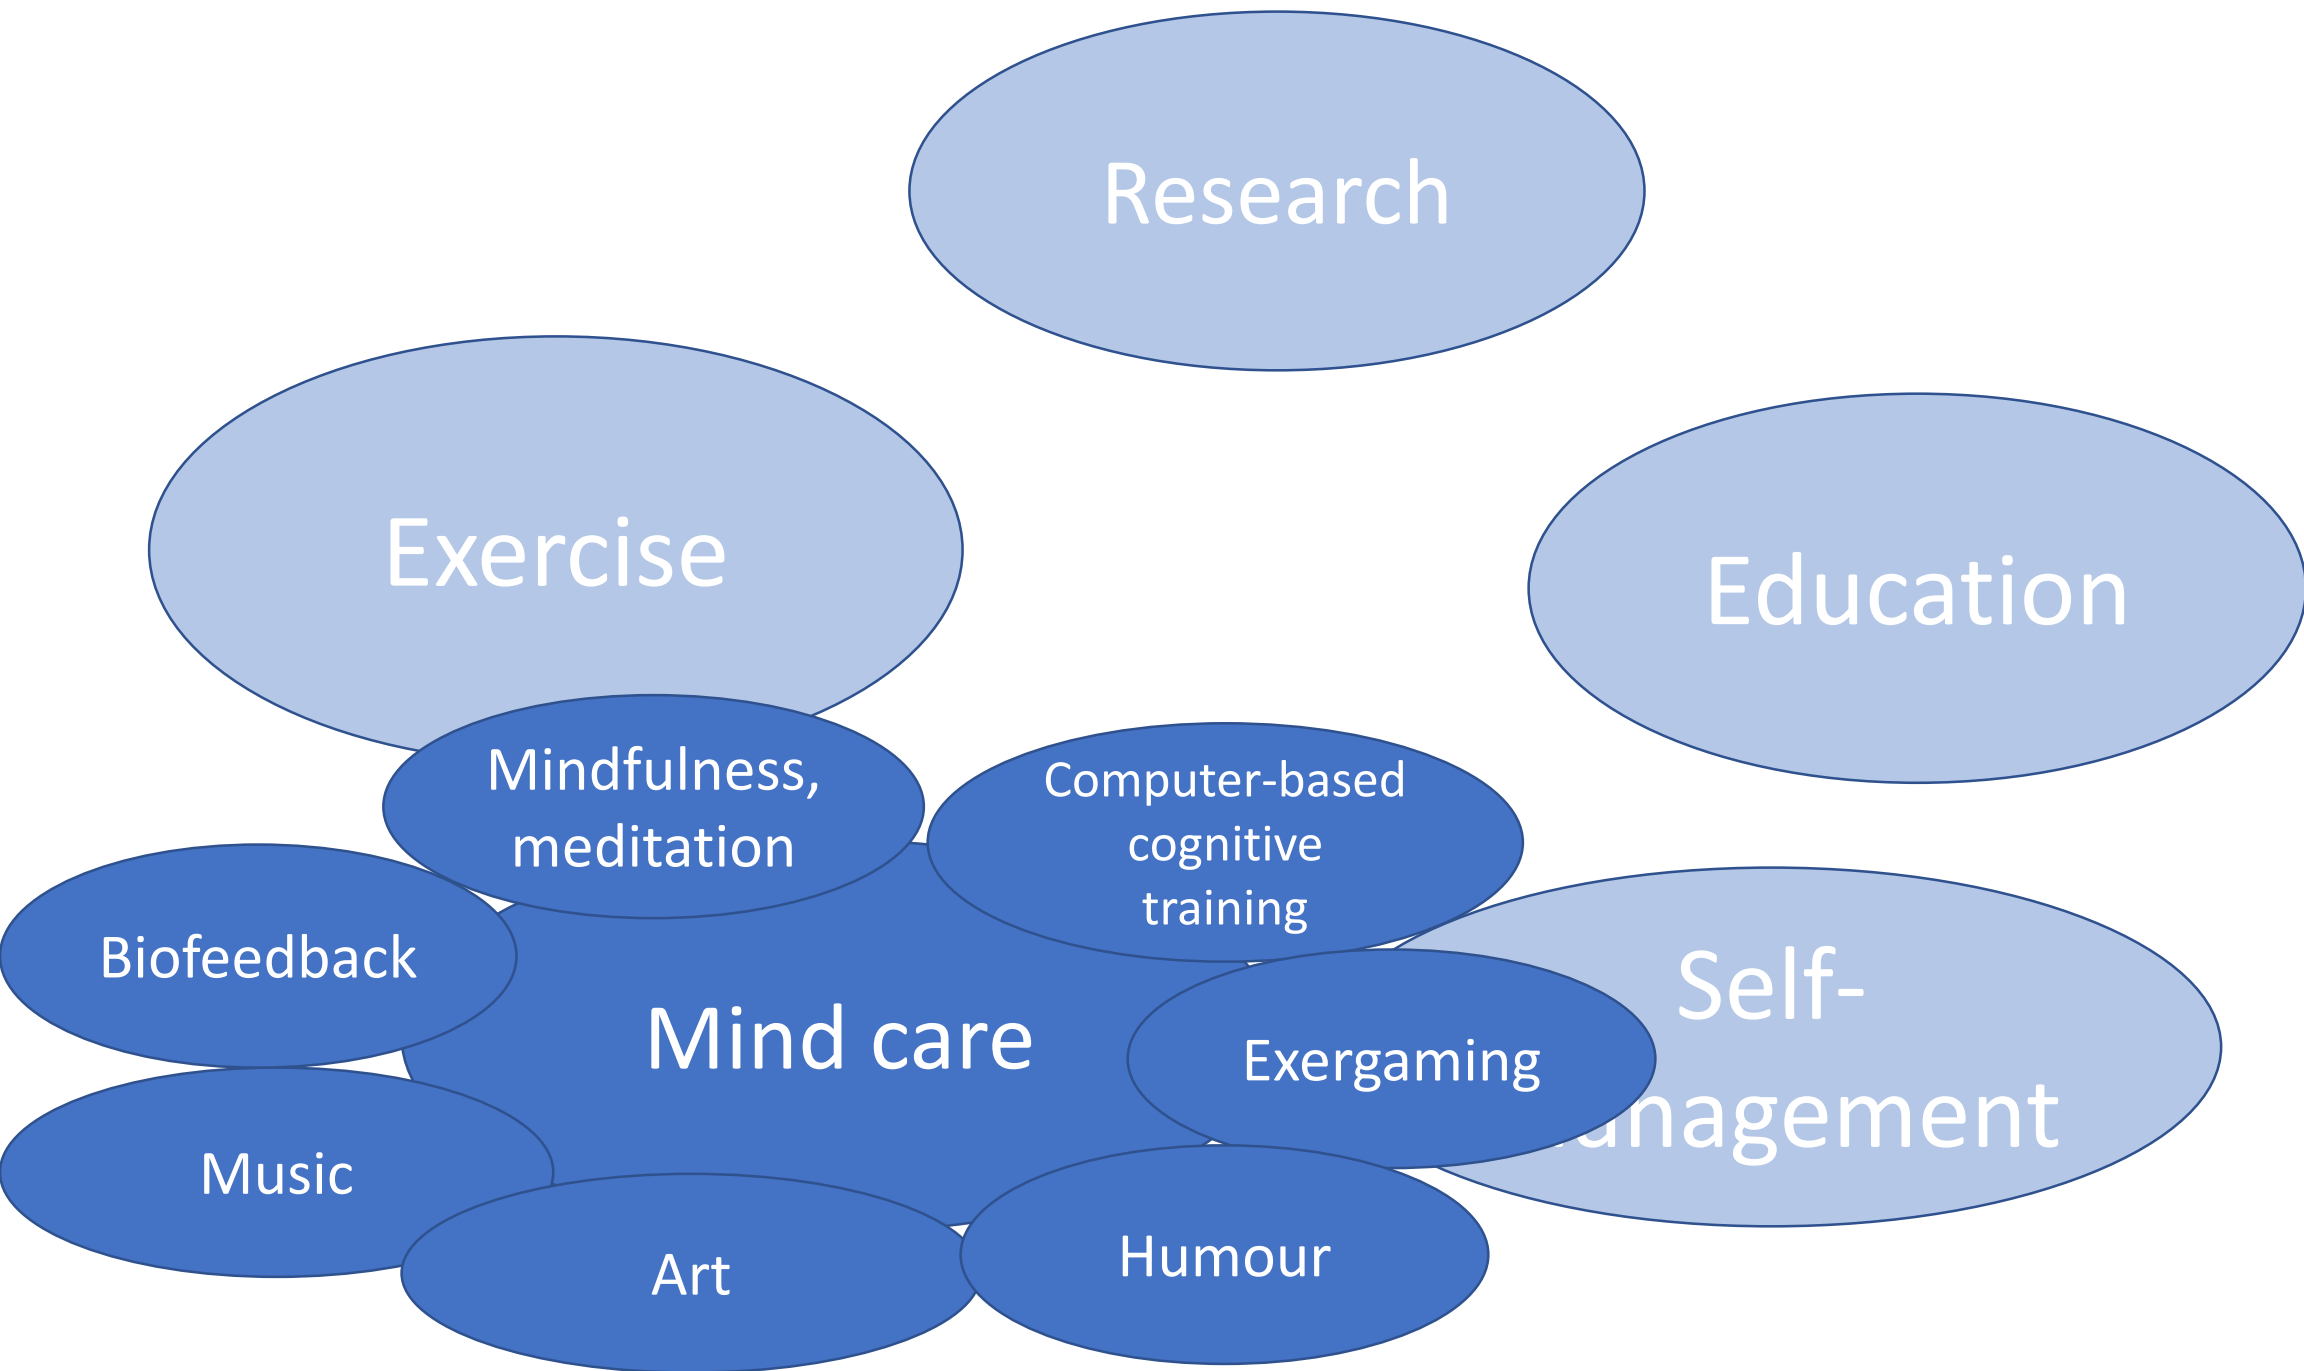 Research
Exercise
Education
Mindfulness,
meditation
Computer-based
cognitive
training
Biofeedback
Mind care
Exergaming
Self-
Music
Art
Humour